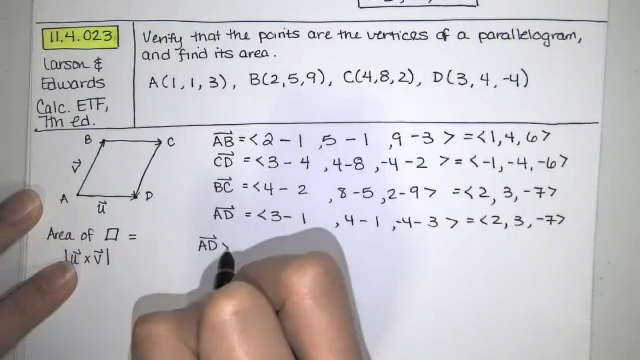 11.4.023
Larson &
Edwards
Calc. ETF,
7th ed.
Verify that the points are the vertices of a parallelogram,
and find its area.
A(1, 1, 3), B(2,5,9), C(4,8,2), D(3, 4, -4)
B C
v⃗
A D
u⃗
Area of ▱ =
|u⃗ × v⃗|
AB⃗ = <2 - 1 , 5 - 1 , 9 - 3> = <1, 4, 6>
CD⃗ = <3 - 4 , 4 - 8 , -4 - 2> = <-1, -4, -6>
BC⃗ = <4 - 2 , 8 - 5 , 2 - 9> = <2, 3, -7>
AD⃗ = <3 - 1 , 4 - 1 , -4 - 3> = <2, 3, -7>
AD⃗